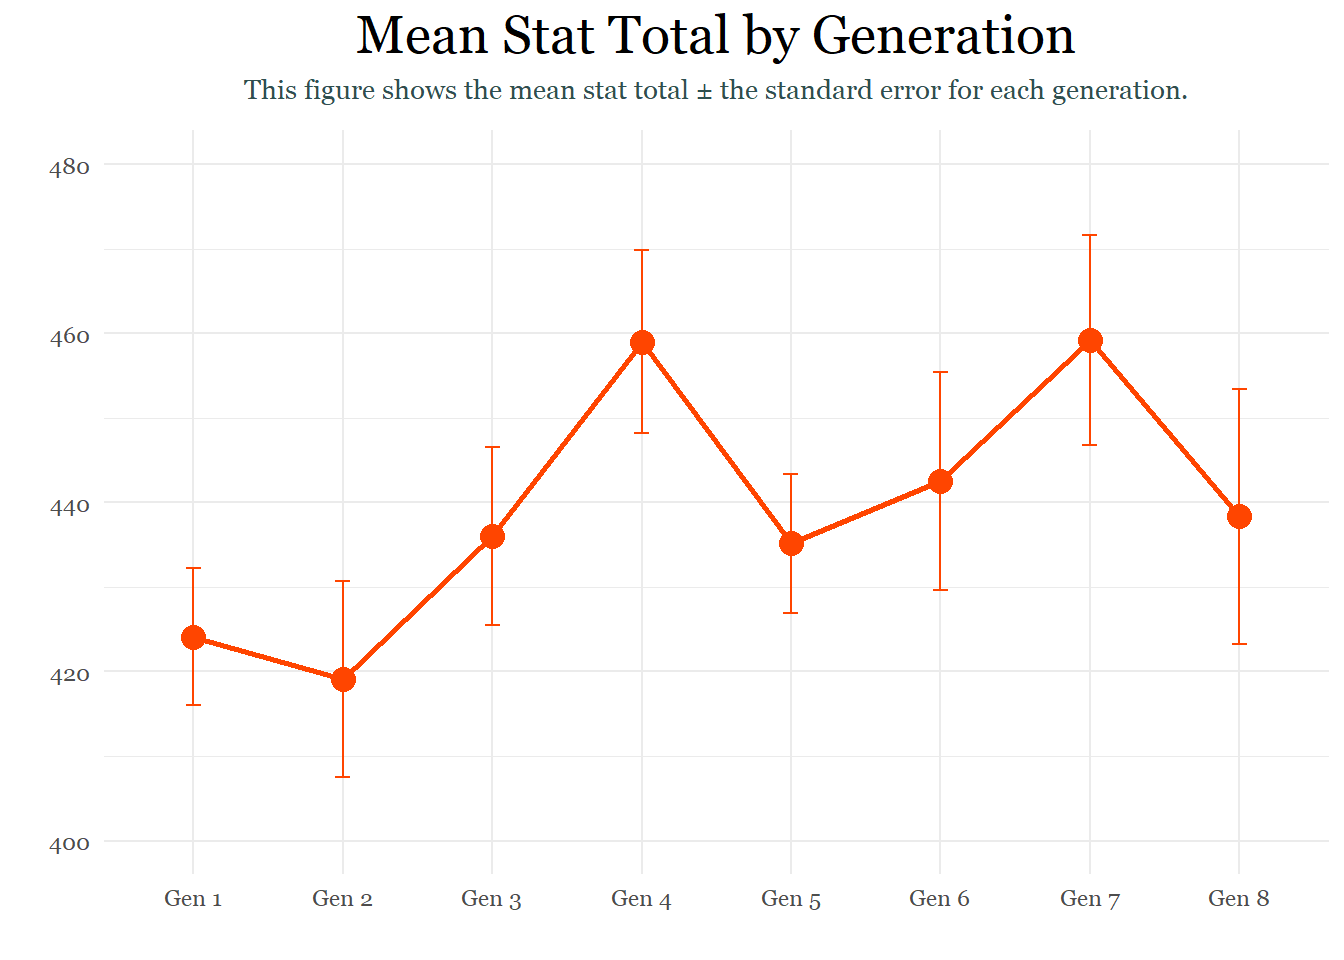 Mean Stat Total by Generation
This figure shows the mean stat total ± the standard error for each generation.
480
460
440
420
400
Gen 1 Gen 2 Gen 3 Gen 4 Gen 5 Gen 6 Gen 7 Gen 8